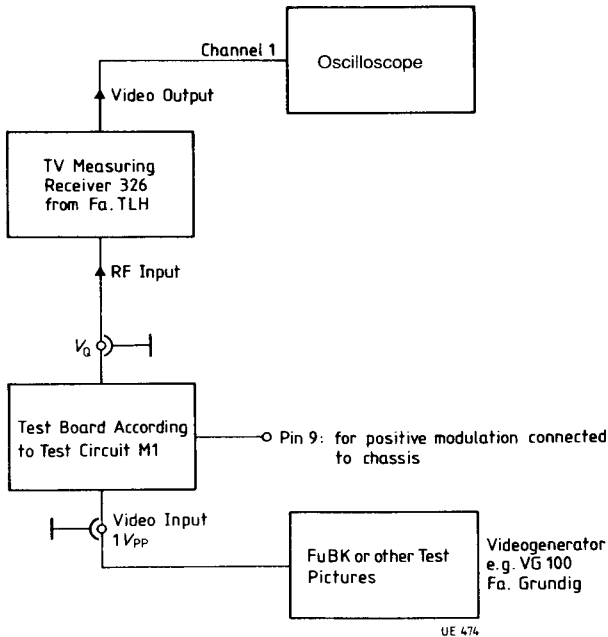 Channel 1
Oscilloscope
Video Output
TV Measuring
Receiver 326
from Fa. TLH
RF Input
VQ
Test Board According
to Test Circuit M1
Pin 9: for positive modulation connected
to chassis
Video Input
1 VPP
FuBK or other Test
Pictures
Videogenerator
e.g. VG 100
Fa. Grundig
UE 474